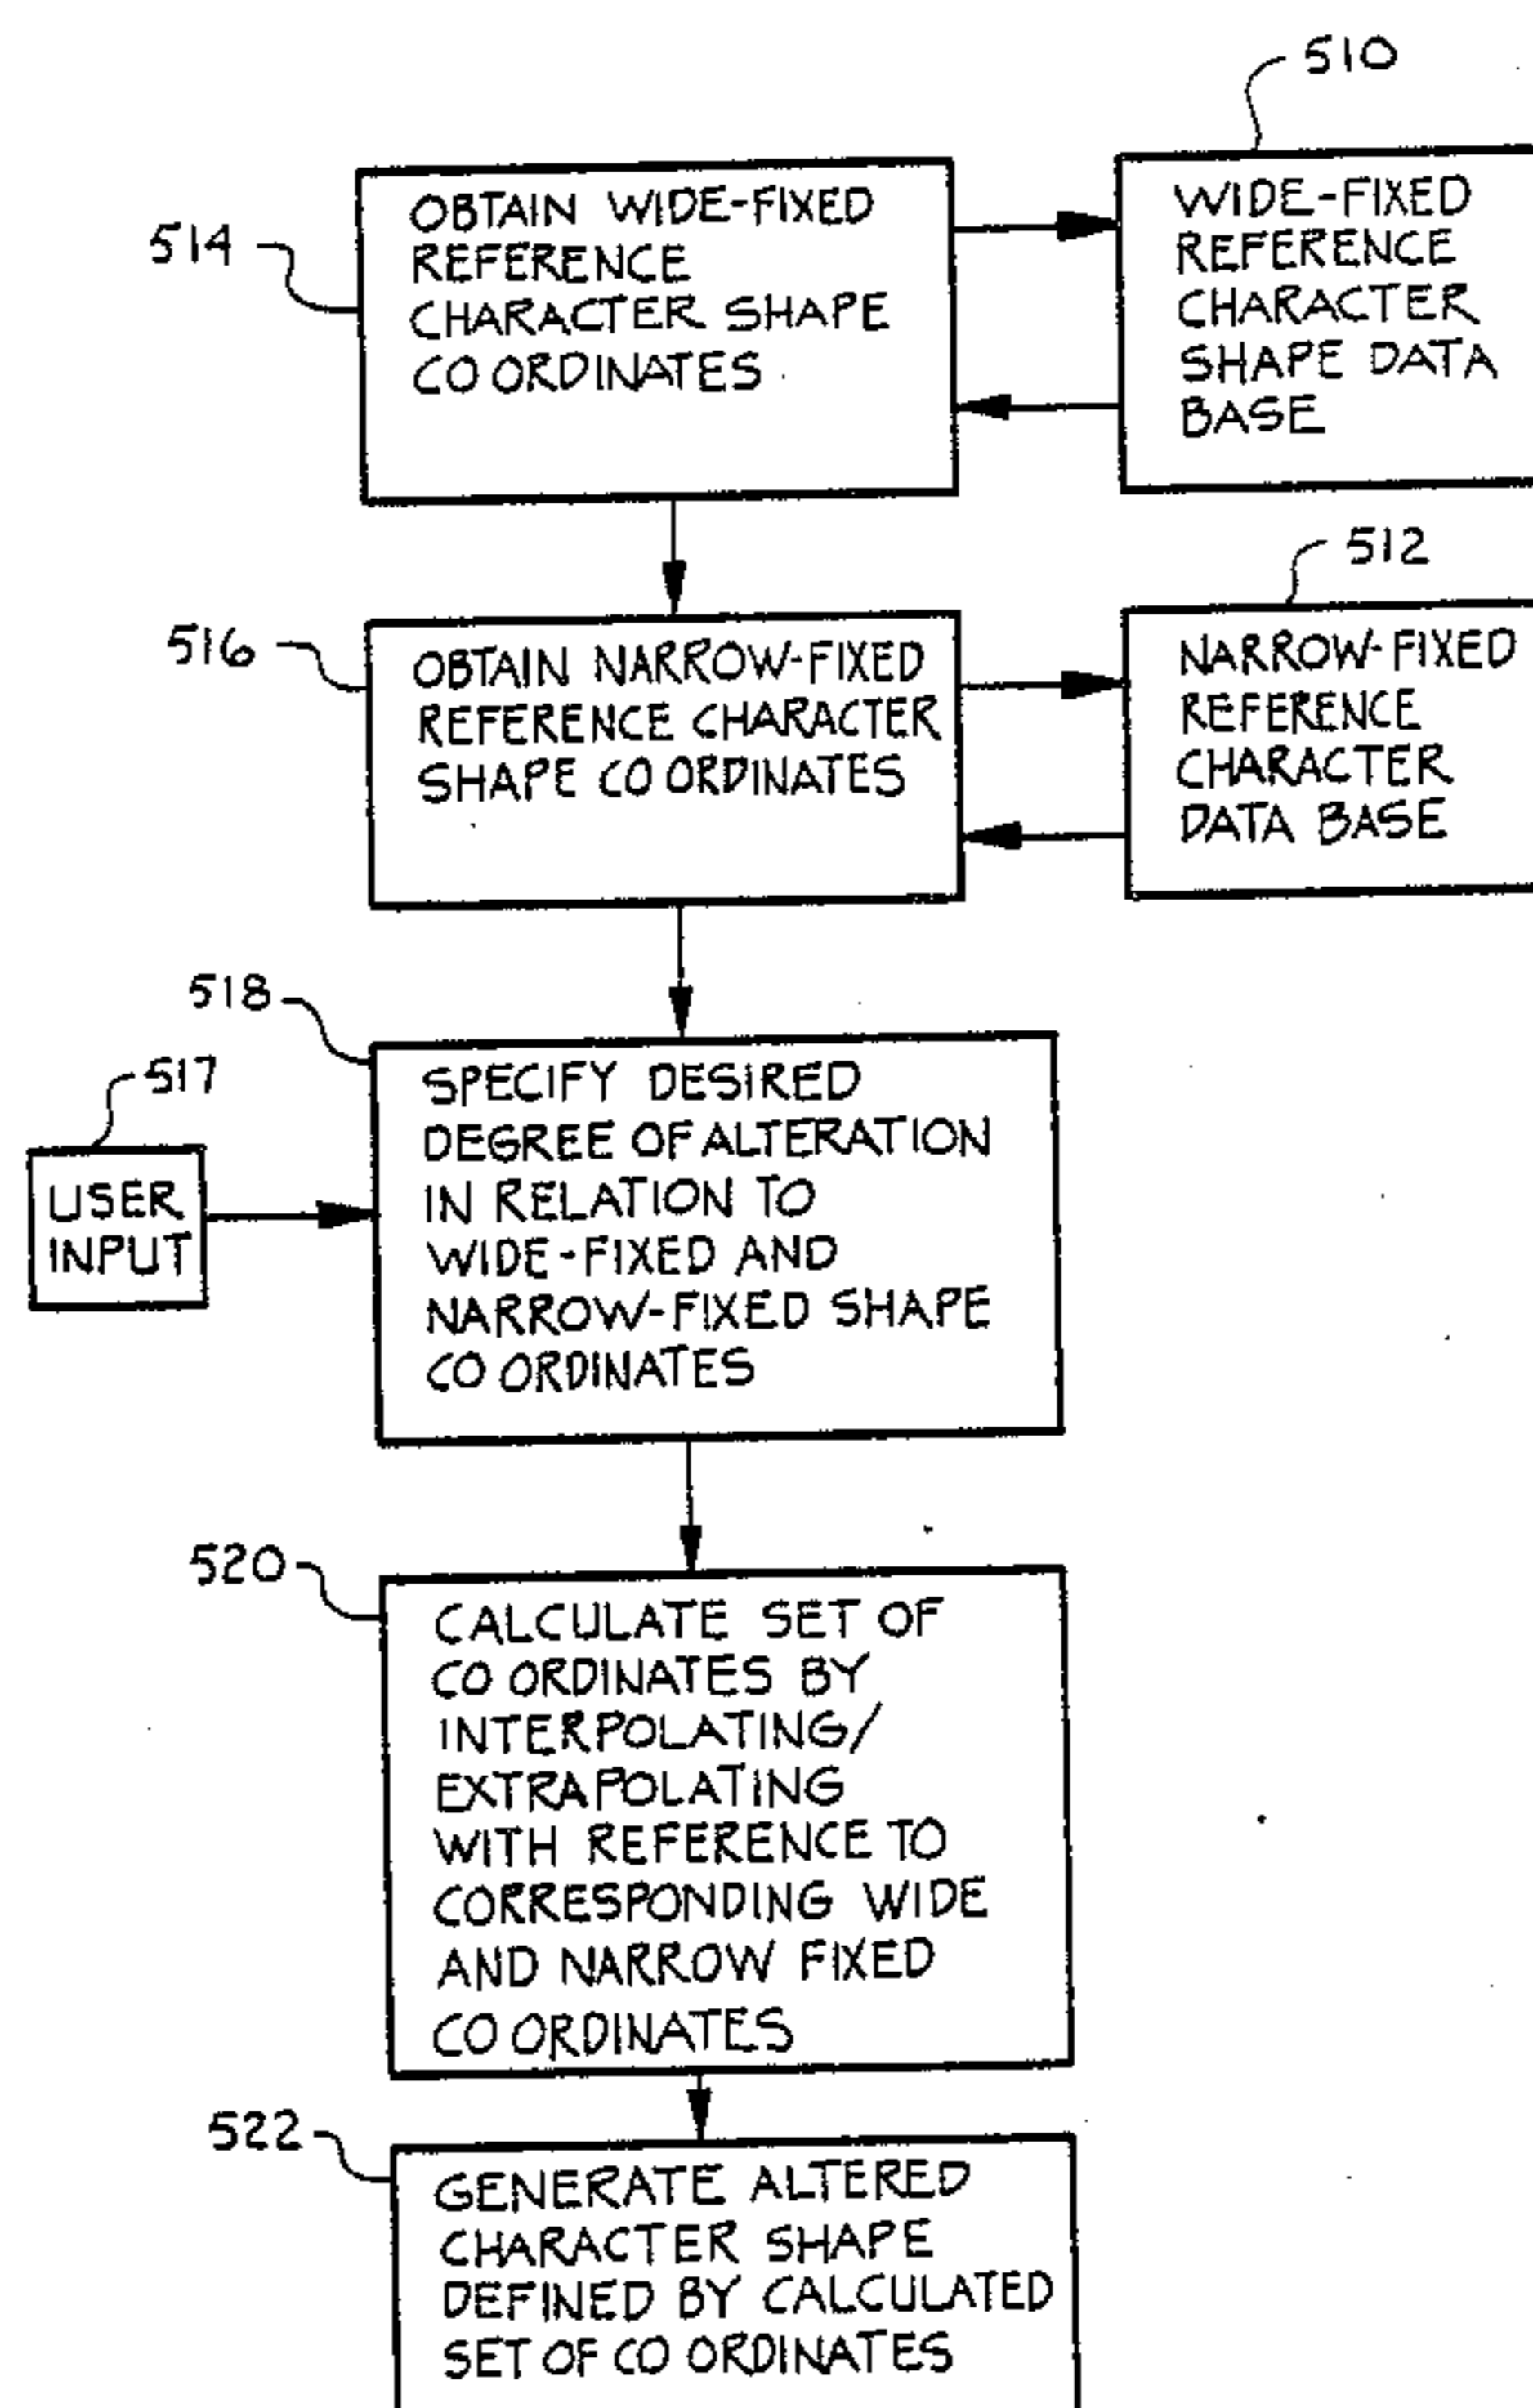 510
514
OBTAIN WIDE-FIXED
REFERENCE
CHARACTER SHAPE
CO ORDINATES
WIDE-FIXED
REFERENCE
CHARACTER
SHAPE DATA
BASE
512
516
OBTAIN NARROW-FIXED
REFERENCE CHARACTER
SHAPE CO ORDINATES
NARROW-FIXED
REFERENCE
CHARACTER
DATA BASE
518
517
USER
INPUT
SPECIFY DESIRED
DEGREE OF ALTERATION
IN RELATION TO
WIDE-FIXED AND
NARROW-FIXED SHAPE
CO ORDINATES
520
CALCULATE SET OF
CO ORDINATES BY
INTERPOLATING/
EXTRAPOLATING
WITH REFERENCE TO
CORRESPONDING WIDE
AND NARROW FIXED
CO ORDINATES
522
GENERATE ALTERED
CHARACTER SHAPE
DEFINED BY CALCULATED
SET OF CO ORDINATES